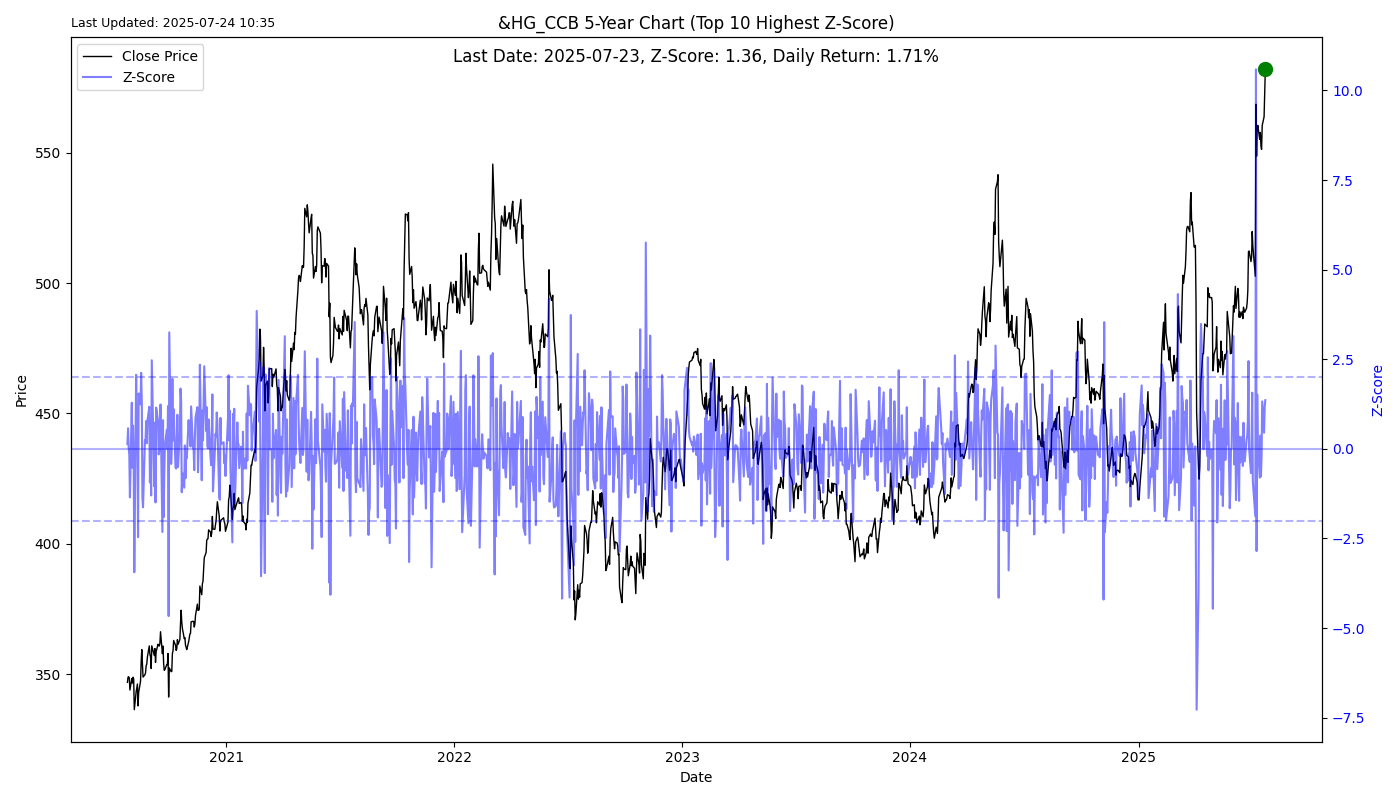 Last Updated: 2025-07-24 10:35
&HG_CCB 5-Year Chart (Top 10 Highest Z-Score)
Last Date: 2025-07-23, Z-Score: 1.36, Daily Return: 1.71%
Close Price
Z-Score
550
500
450
400
350
Price
10.0
7.5
5.0
2.5
0.0
−2.5
−5.0
−7.5
Z-Score
2021
2022
2023
2024
2025
Date